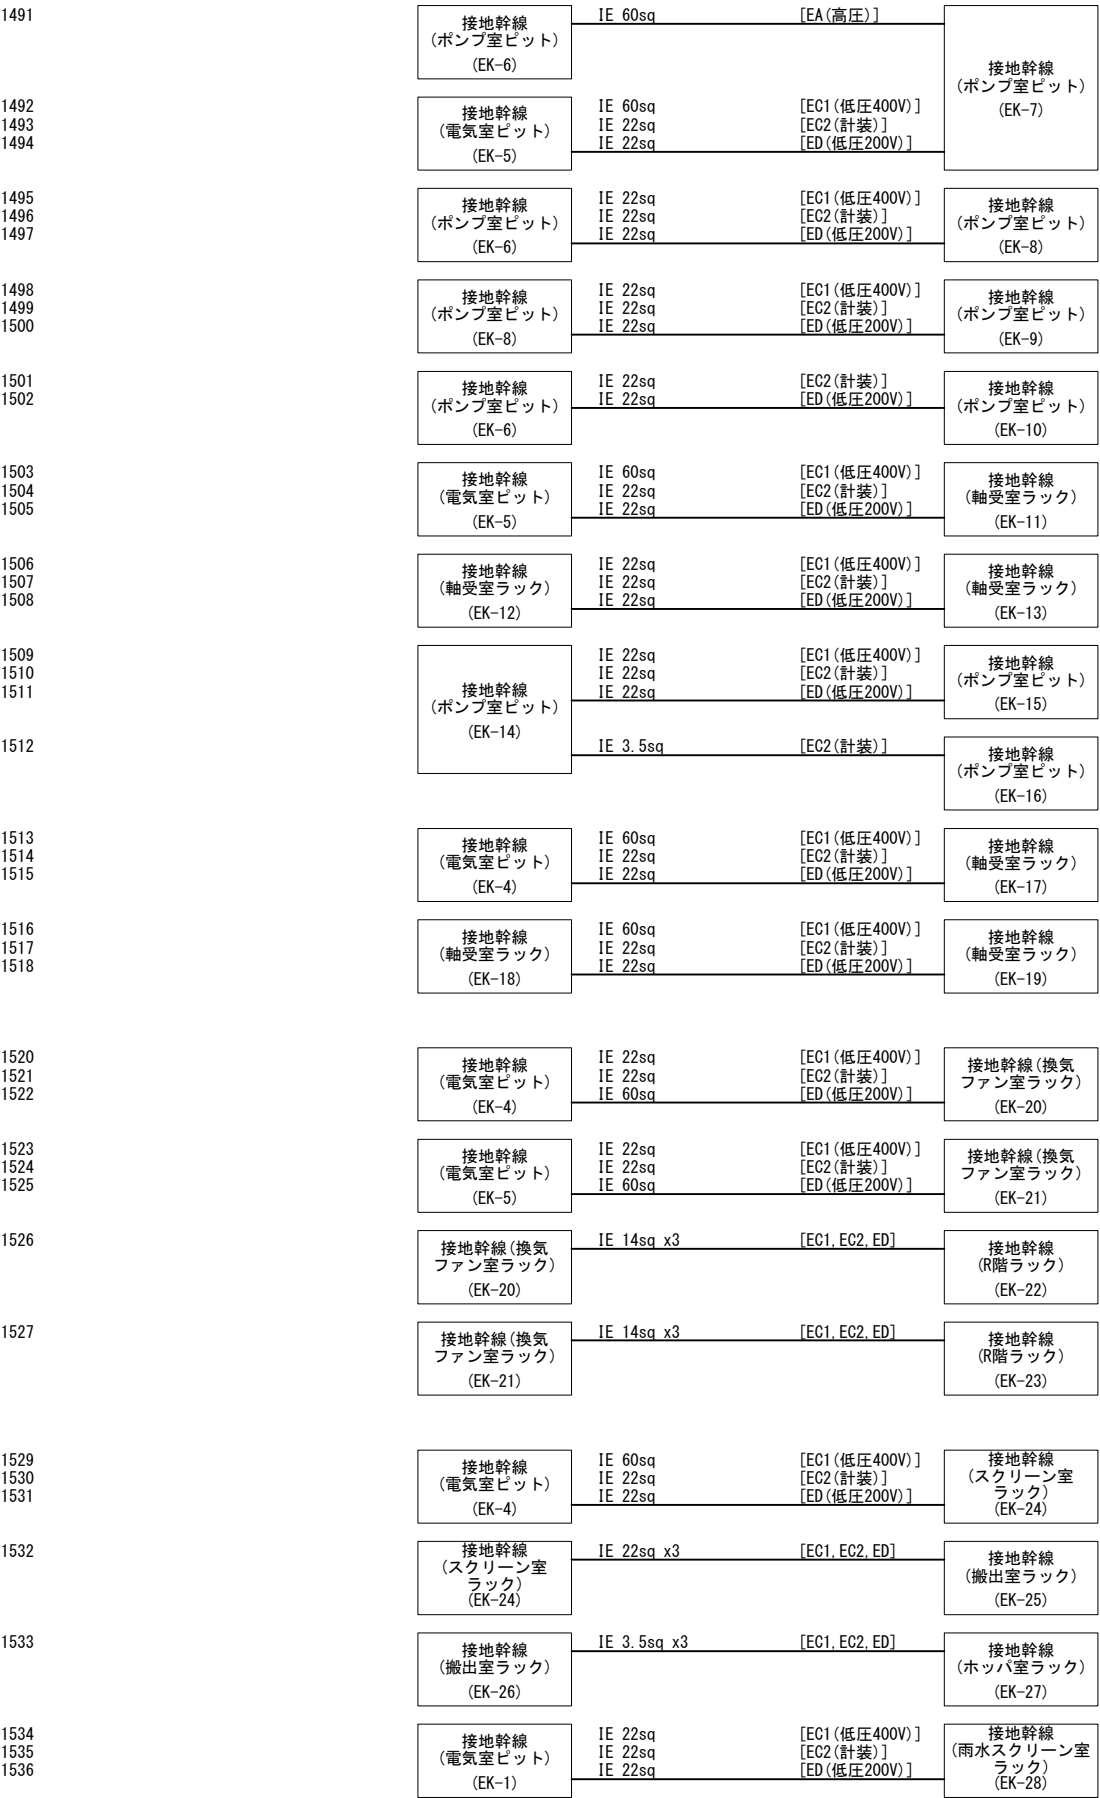 1491 接地幹線 IE 60sq [EA(高圧)]
(ポンプ室ピット)
(EK-6)
接地幹線
(ポンプ室ピット)
(EK-7)
1492 IE 60sq [EC1(低圧400V)]
1493 接地幹線 IE 22sq [EC2(計装)]
1494 (電気室ピット) IE 22sq [ED(低圧200V)]
(EK-5)
1495 IE 22sq [EC1(低圧400V)]
1496 接地幹線 IE 22sq [EC2(計装)] 接地幹線
1497 (ポンプ室ピット) IE 22sq [ED(低圧200V)] (ポンプ室ピット)
(EK-6) (EK-8)
1498 IE 22sq [EC1(低圧400V)]
1499 接地幹線 IE 22sq [EC2(計装)] 接地幹線
1500 (ポンプ室ピット) IE 22sq [ED(低圧200V)] (ポンプ室ピット)
(EK-8) (EK-9)
1501 接地幹線 IE 22sq [EC2(計装)] 接地幹線
1502 (ポンプ室ピット) IE 22sq [ED(低圧200V)] (ポンプ室ピット)
(EK-6) (EK-10)
1503 IE 60sq [EC1(低圧400V)]
1504 接地幹線 IE 22sq [EC2(計装)] 接地幹線
1505 (電気室ピット) IE 22sq [ED(低圧200V)] (軸受室ラック)
(EK-5) (EK-11)
1506 IE 22sq [EC1(低圧400V)]
1507 接地幹線 IE 22sq [EC2(計装)] 接地幹線
1508 (軸受室ラック) IE 22sq [ED(低圧200V)] (軸受室ラック)
(EK-12) (EK-13)
1509 IE 22sq [EC1(低圧400V)]
1510 IE 22sq [EC2(計装)] 接地幹線
1511 接地幹線 IE 22sq [ED(低圧200V)] (ポンプ室ピット)
(ポンプ室ピット) (EK-15)
(EK-14)
1512 IE 3.5sq [EC2(計装)] 接地幹線
(ポンプ室ピット)
(EK-16)
1513 IE 60sq [EC1(低圧400V)]
1514 接地幹線 IE 22sq [EC2(計装)] 接地幹線
1515 (電気室ピット) IE 22sq [ED(低圧200V)] (軸受室ラック)
(EK-4) (EK-17)
1516 IE 60sq [EC1(低圧400V)]
1517 接地幹線 IE 22sq [EC2(計装)] 接地幹線
1518 (軸受室ラック) IE 22sq [ED(低圧200V)] (軸受室ラック)
(EK-18) (EK-19)
1520 IE 22sq [EC1(低圧400V)]
1521 接地幹線 IE 22sq [EC2(計装)] 接地幹線(換気
1522 (電気室ピット) IE 60sq [ED(低圧200V)] ファン室ラック)
(EK-4) (EK-20)
1523 IE 22sq [EC1(低圧400V)]
1524 接地幹線 IE 22sq [EC2(計装)] 接地幹線(換気
1525 (電気室ピット) IE 60sq [ED(低圧200V)] ファン室ラック)
(EK-5) (EK-21)
1526 接地幹線(換気 IE 14sq x3 [EC1,EC2,ED] 接地幹線
ファン室ラック) (R階ラック)
(EK-20) (EK-22)
1527 接地幹線(換気 IE 14sq x3 [EC1,EC2,ED] 接地幹線
ファン室ラック) (R階ラック)
(EK-21) (EK-23)
1529 IE 60sq [EC1(低圧400V)] 接地幹線
1530 接地幹線 IE 22sq [EC2(計装)] (スクリーン室
1531 (電気室ピット) IE 22sq [ED(低圧200V)] ラック)
(EK-4) (EK-24)
1532 接地幹線 IE 22sq x3 [EC1,EC2,ED] 接地幹線
(スクリーン室 (搬出室ラック)
ラック)
(EK-24) (EK-25)
1533 接地幹線 IE 3.5sq x3 [EC1,EC2,ED] 接地幹線
(搬出室ラック) (ホッパ室ラック)
(EK-26) (EK-27)
1534 IE 22sq [EC1(低圧400V)] 接地幹線
1535 接地幹線 IE 22sq [EC2(計装)] (雨水スクリーン室
1536 (電気室ピット) IE 22sq [ED(低圧200V)] ラック)
(EK-1) (EK-28)